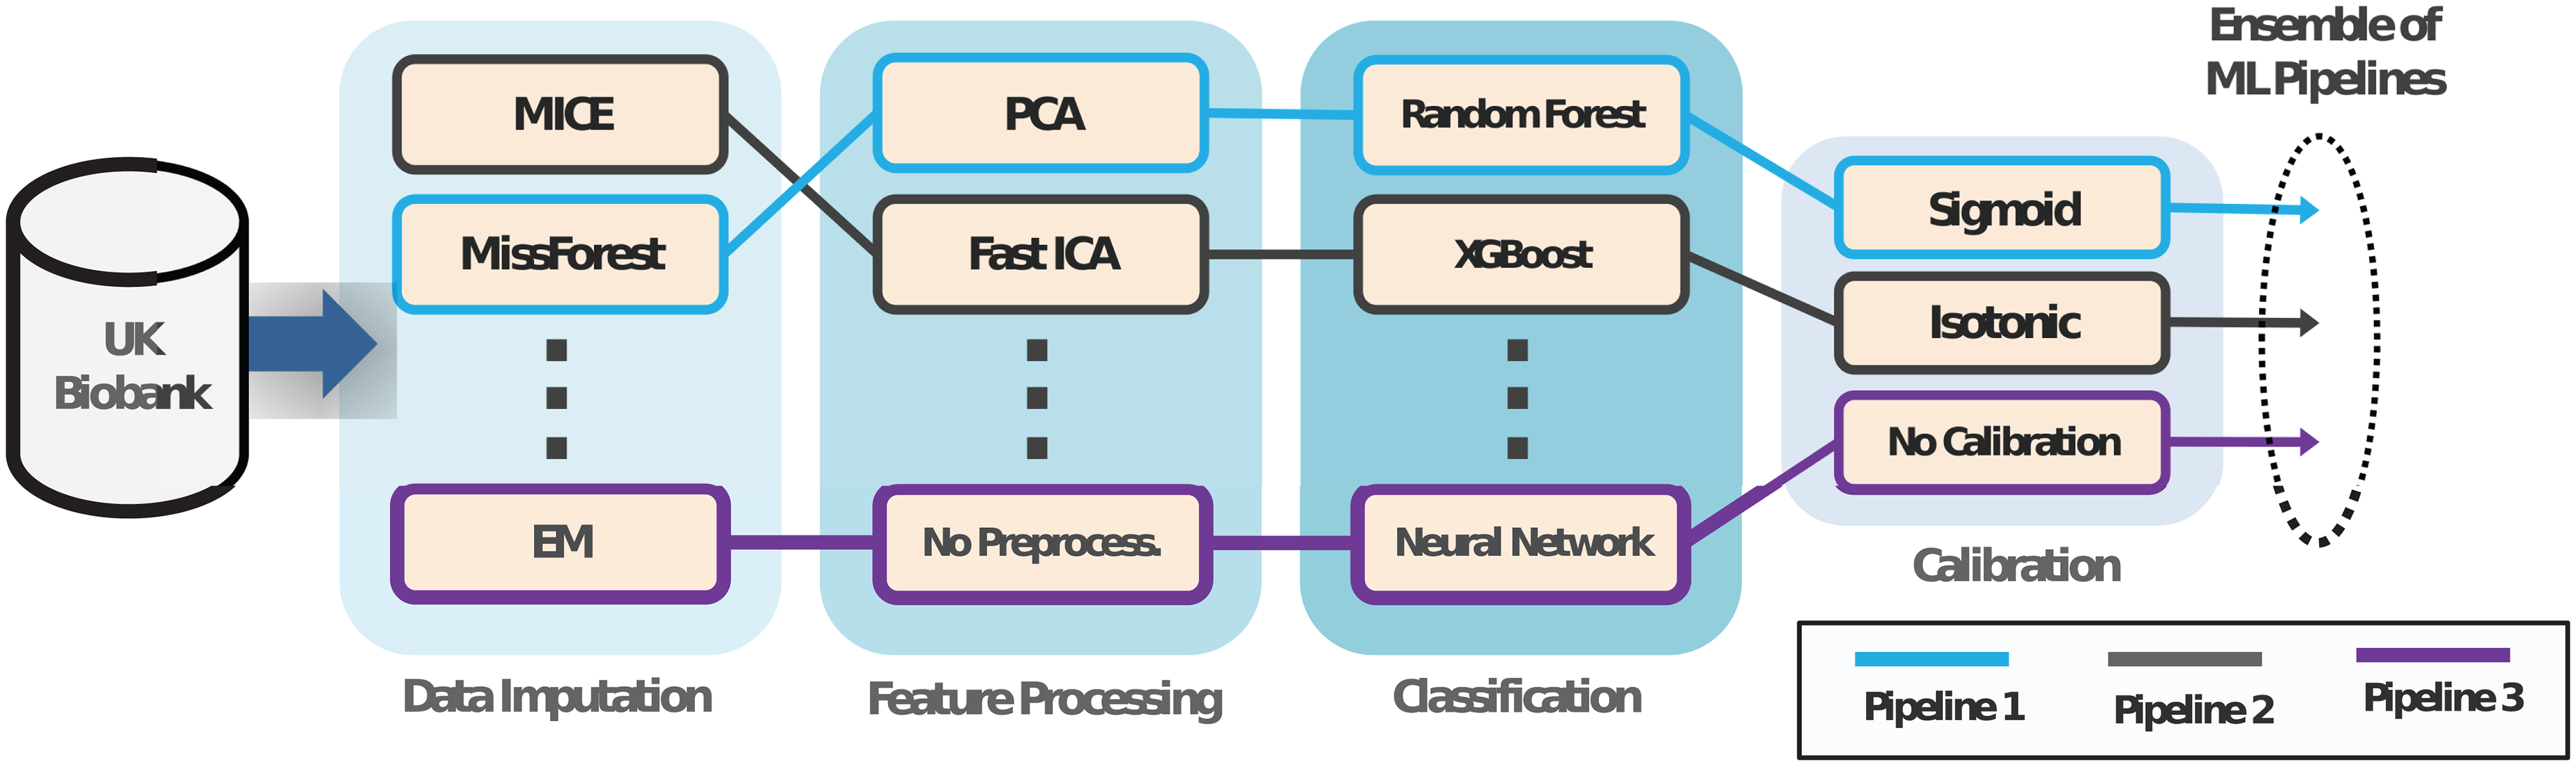 Ensemble of
ML Pipelines
MICE
PCA
Random Forest
Sigmoid
MissForest
Fast ICA
XGBoost
Isotonic
UK
Biobank
No Calibration
EM
No Preprocess.
Neural Network
Calibration
Data Imputation
Feature Processing
Classification
Pipeline 1
Pipeline 2
Pipeline 3